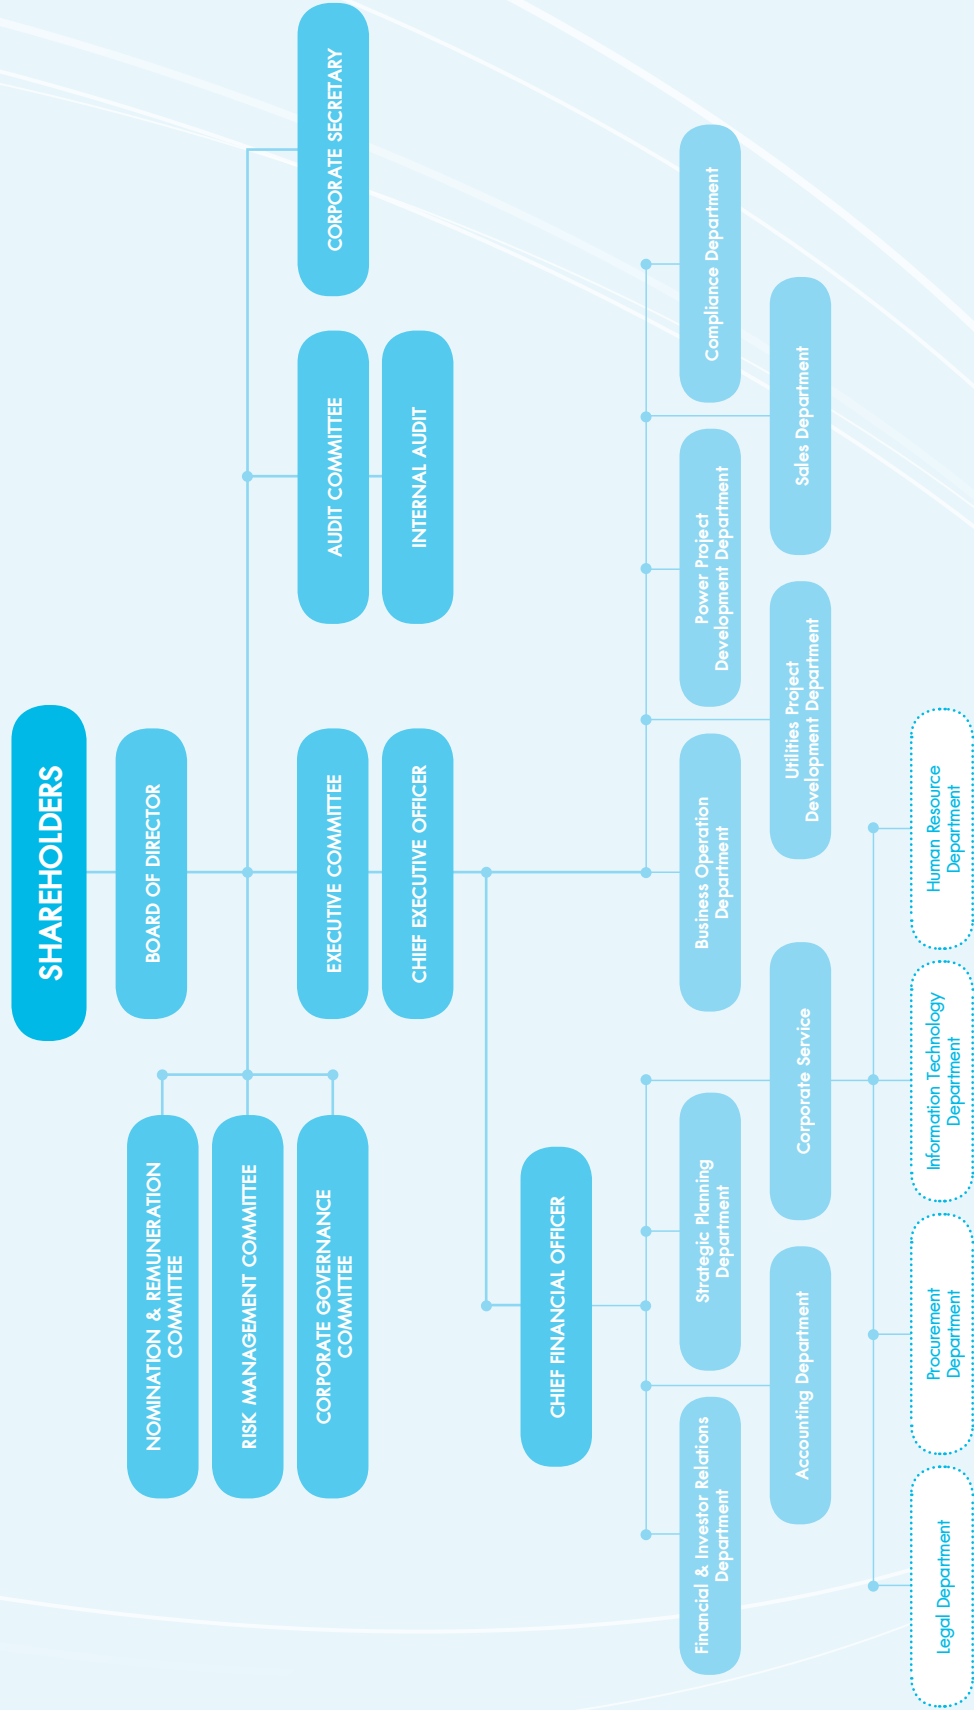 SHAREHOLDERS
BOARD OF DIRECTOR
NOMINATION & REMUNERATION
COMMITTEE
RISK MANAGEMENT COMMITTEE
CORPORATE GOVERNANCE
COMMITTEE
EXECUTIVE COMMITTEE
AUDIT COMMITTEE
CORPORATE SECRETARY
CHIEF EXECUTIVE OFFICER
INTERNAL AUDIT
CHIEF FINANCIAL OFFICER
Financial & Investor Relations
Department
Strategic Planning
Department
Business Operation
Department
Power Project
Development Department
Compliance Department
Accounting Department
Corporate Service
Utilities Project
Development Department
Sales Department
Legal Department
Procurement
Department
Information Technology
Department
Human Resource
Department